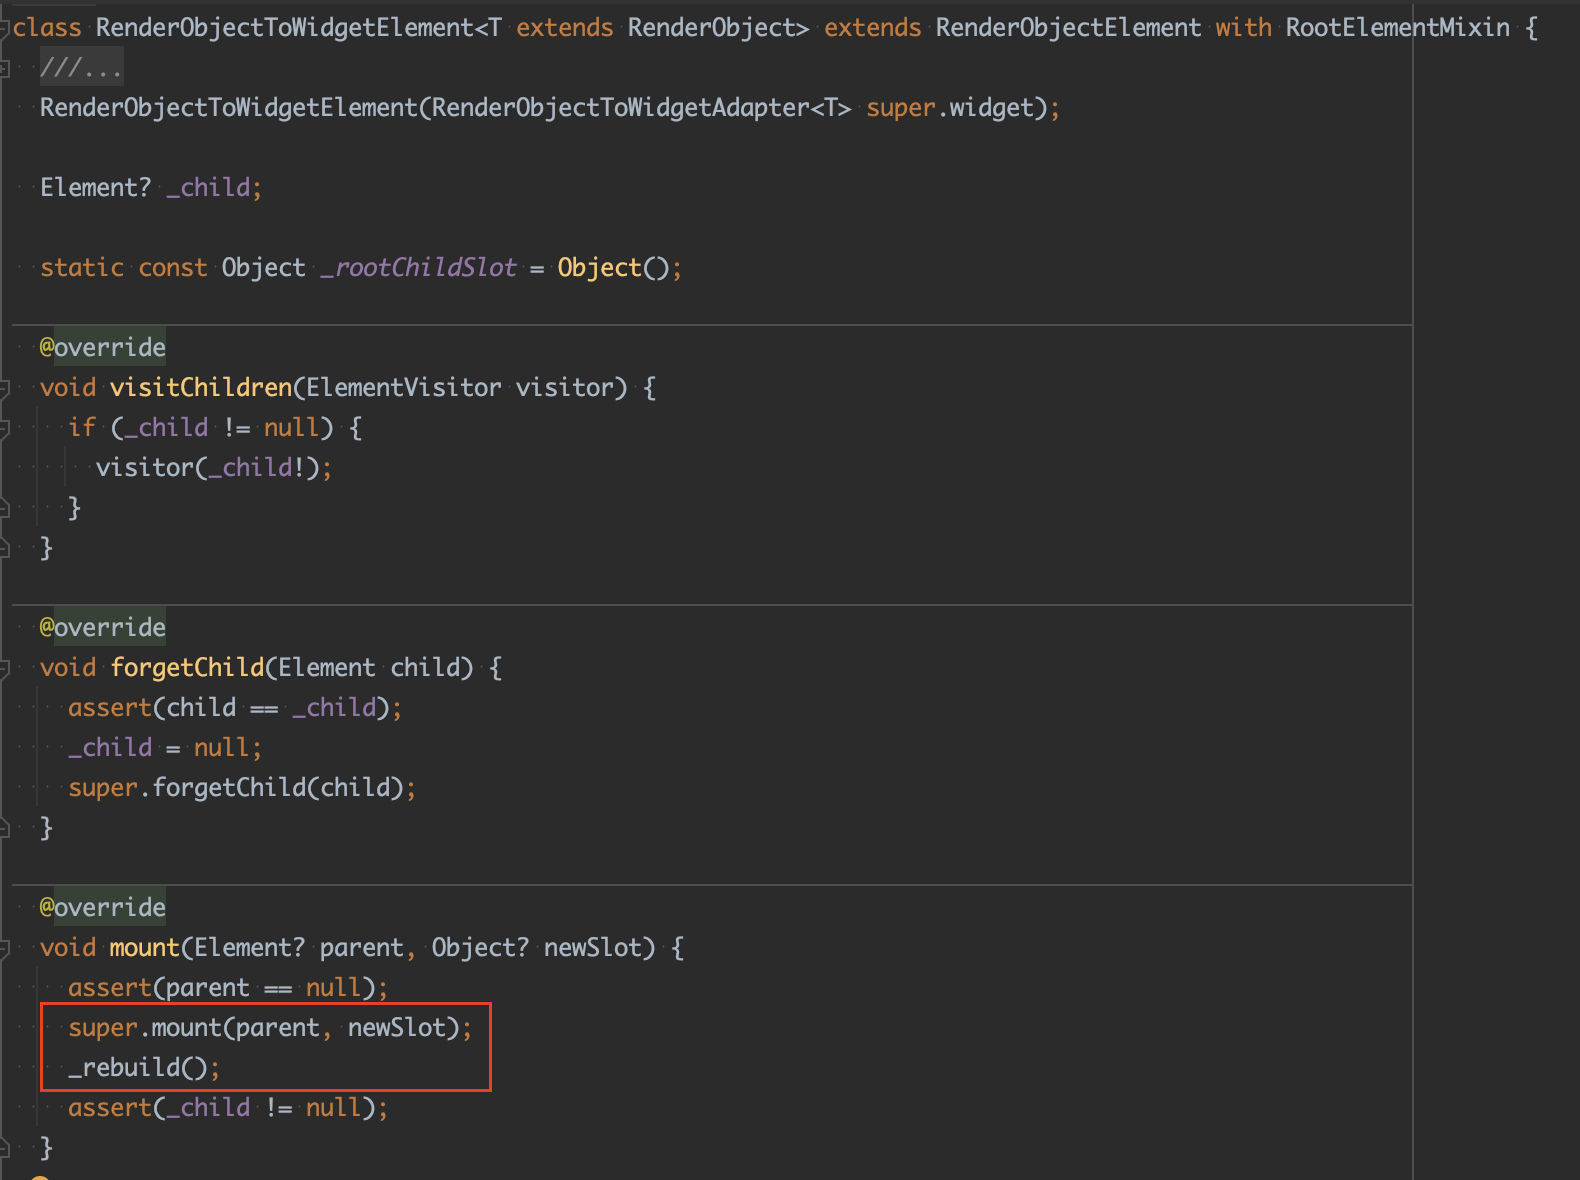 class RenderObjectToWidgetElement<T extends RenderObject> extends RenderObjectElement with RootElementMixin {
///...
RenderObjectToWidgetElement(RenderObjectToWidgetAdapter<T> super.widget);
Element? _child;
static const Object _rootChildSlot = Object();
@override
void visitChildren(ElementVisitor visitor) {
if (_child != null) {
visitor(_child!);
}
}
@override
void forgetChild(Element child) {
assert(child == _child);
_child = null;
super.forgetChild(child);
}
@override
void mount(Element? parent, Object? newSlot) {
assert(parent == null);
super.mount(parent, newSlot);
_rebuild();
assert(_child != null);
}